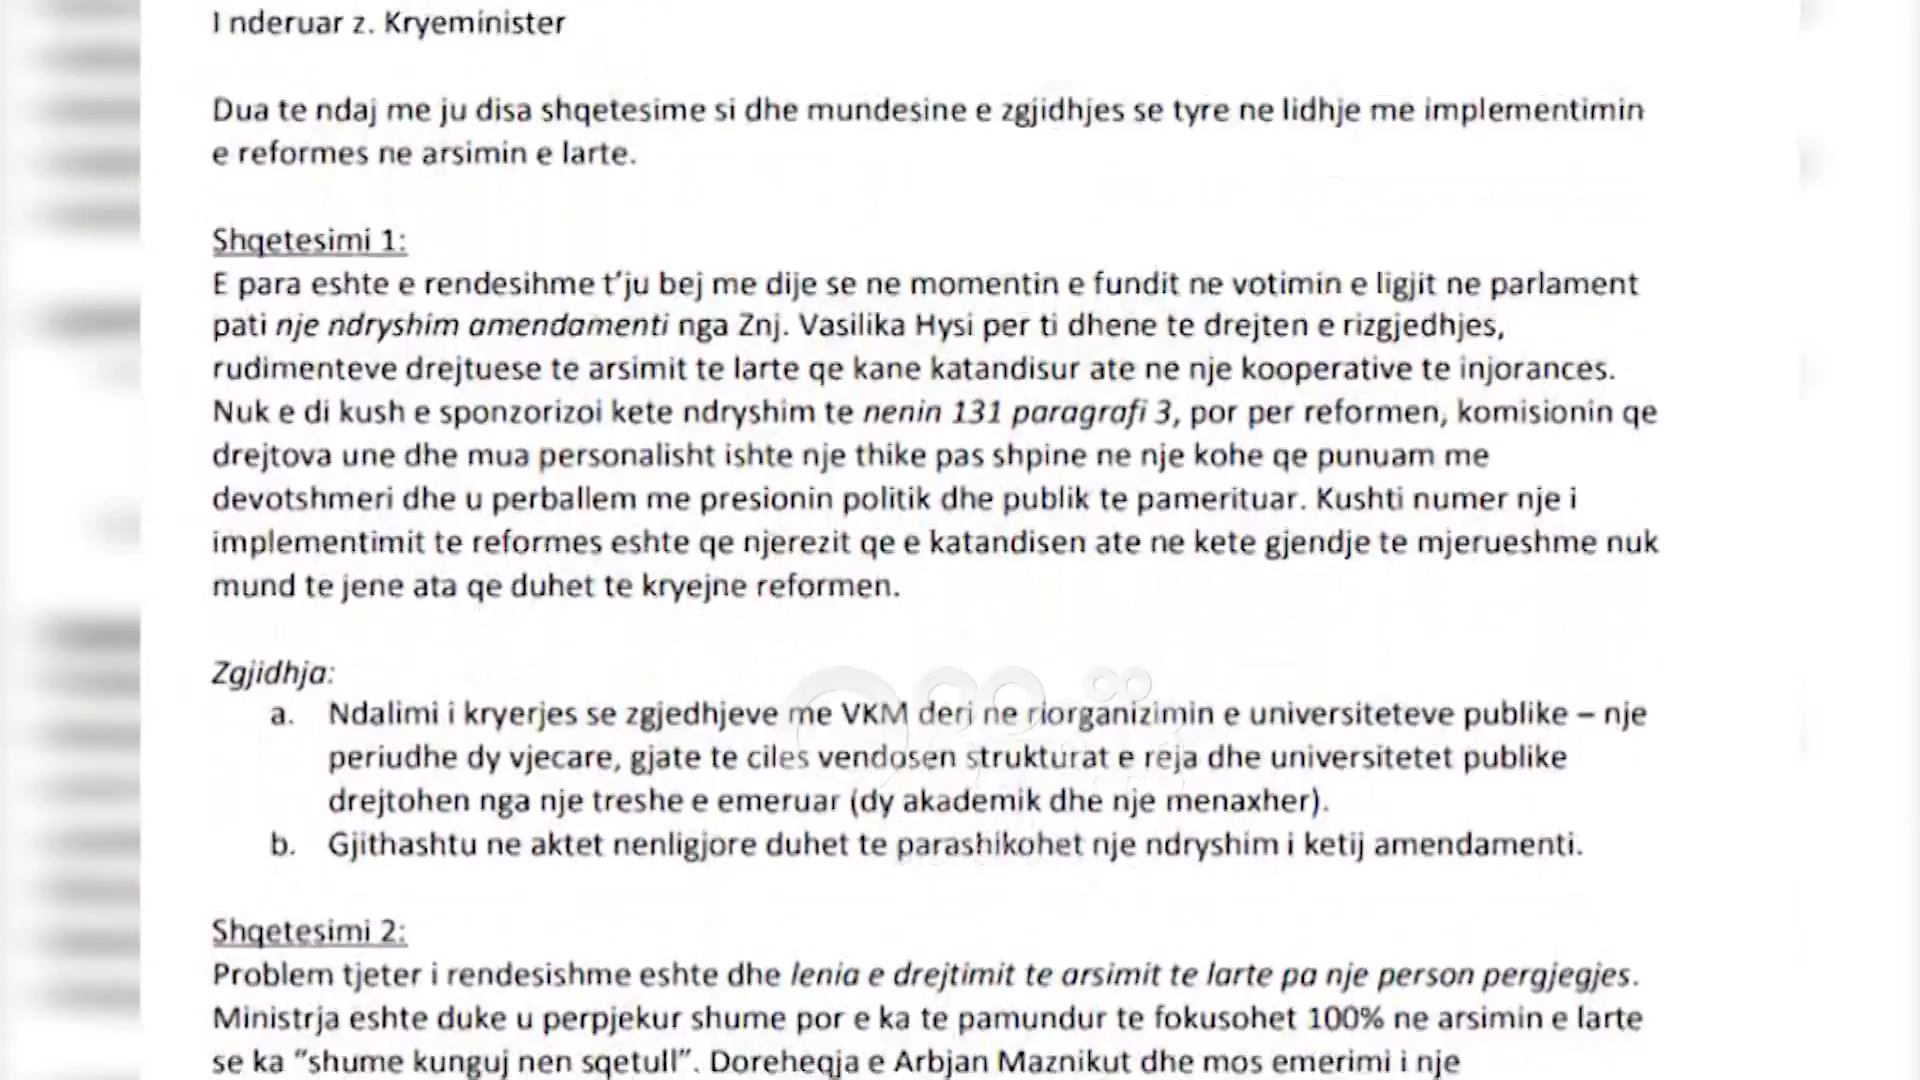 I nderuar z. Kryeminister
Dua te ndaj me ju disa shqetesime si dhe mundesine e zgjidhjes se tyre ne lidhje me implementimin
e reformes ne arsimin e larte.
Shqetesimi 1:
E para eshte e rendesihme t'ju bej me dije se ne momentin e fundit ne votimin e ligjit ne parlament
pati nje ndryshim amendamenti nga Znj. Vasilika Hysi per ti dhene te drejten e rizgjedhjes,
rudimenteve drejtuese te arsimit te larte qe kane katandisur ate ne nje kooperative te injorances.
Nuk e di kush e sponzorizoi kete ndryshim te nenin 131 paragrafi 3, por per reformen, komisionin qe
drejtova une dhe mua personalisht ishte nje thike pas shpine ne nje kohe qe punuam me
devotshmeri dhe u perballem me presionin politik dhe publik te pamerituar. Kushti numer nje i
implementimit te reformes eshte qe njerezit qe e katandisen ate ne kete gjendje te mjerueshme nuk
mund te jene ata qe duhet te kryejne reformen.
Zgjidhja:
a. Ndalimi i kryerjes se zgjedhjeve me VKM deri ne riorganizimin e universiteteve publike – nje
periudhe dy vjecare, gjate te ciles vendosen strukturat e reja dhe universitetet publike
drejtohen nga nje treshe e emeruar (dy akademik dhe nje menaxher).
b. Gjithashtu ne aktet nenligjore duhet te parashikohet nje ndryshim i ketij amendamenti.
Shqetesimi 2:
Problem tjeter i rendesishme eshte dhe lenia e drejtimit te arsimit te larte pa nje person pergjegjes.
Ministrja eshte duke u perpjekur shume por e ka te pamundur te fokusohet 100% ne arsimin e larte
se ka "shume kunguj nen sqetull". Doreheqja e Arbjan Maznikut dhe mos emerimi i nje